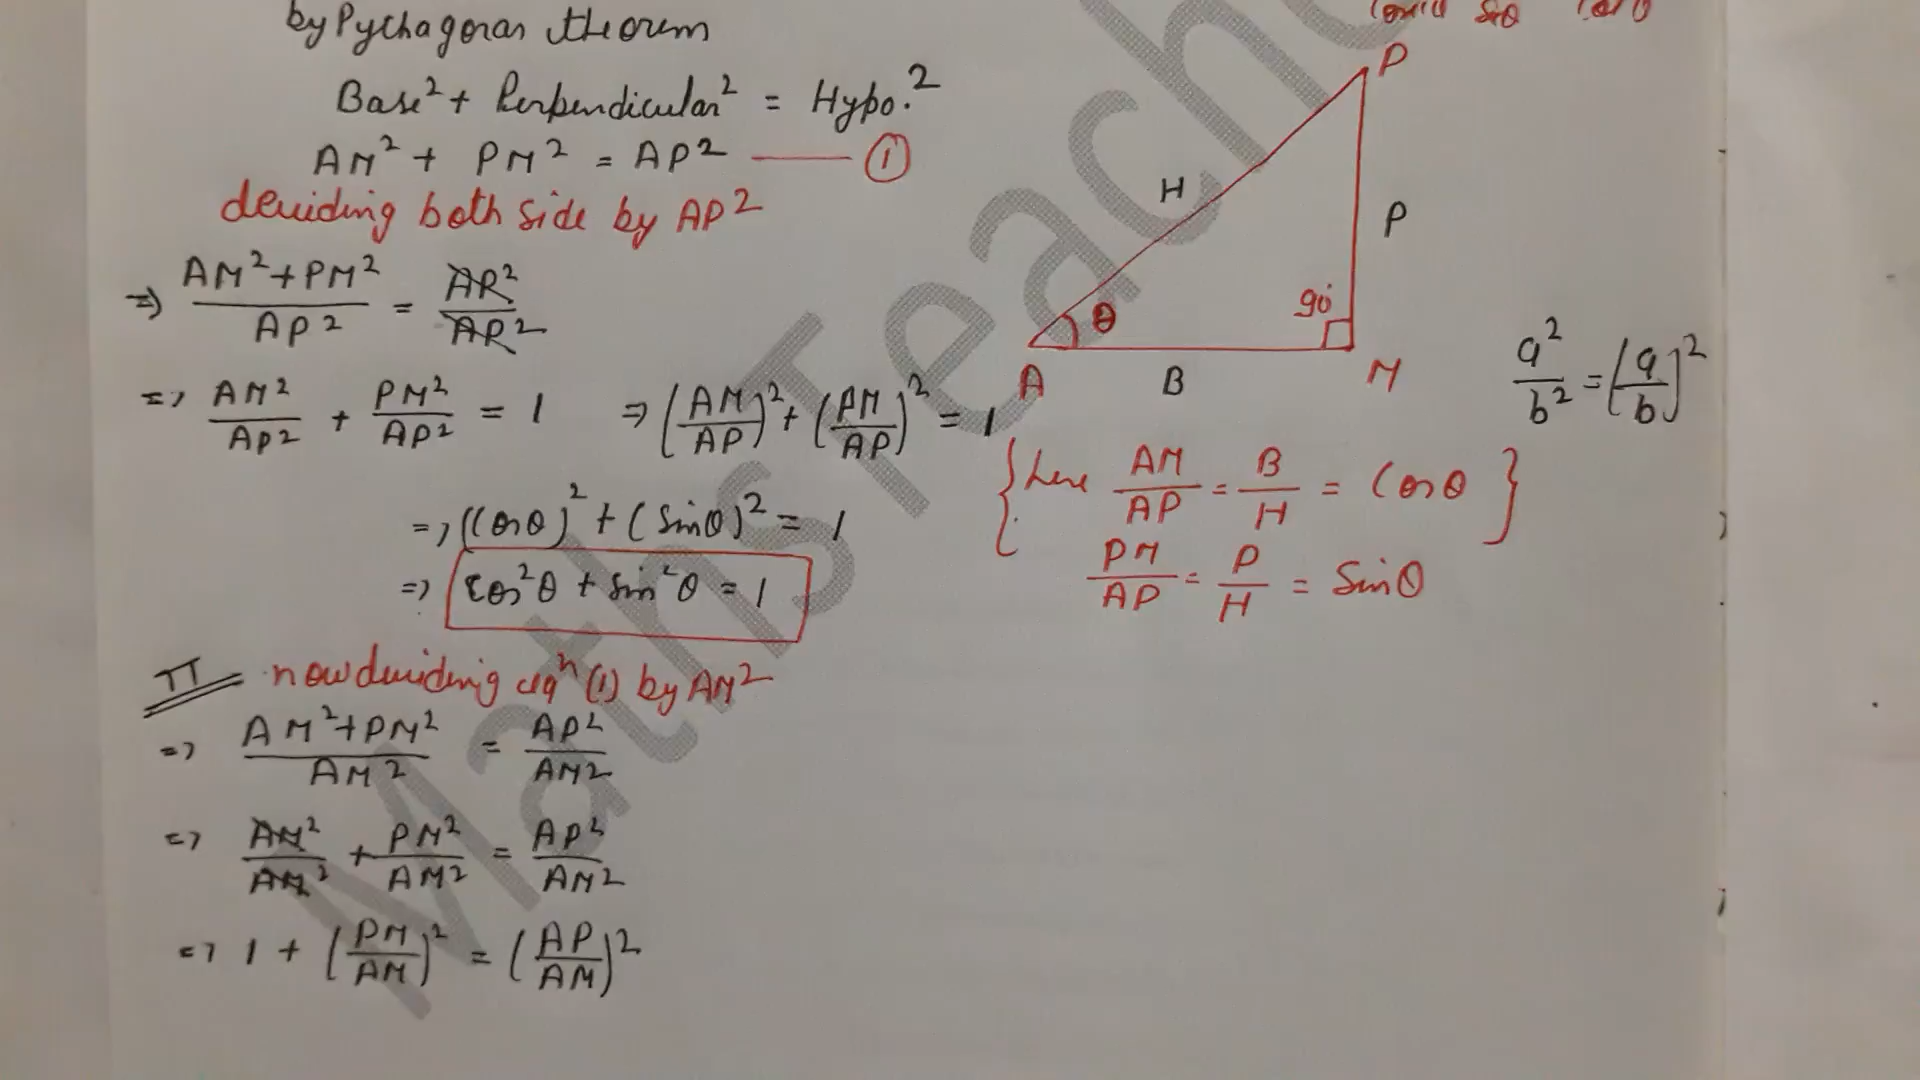 by Pythagoras theorem
Base² + Perpendicular² = Hypo.²
AM² + PM² = AP² —— ①
deviding both side by AP²
⇒ (AM² + PM²)/AP² = AP²/AP²
⇒ AM²/AP² + PM²/AP² = 1 ⇒ (AM/AP)² + (PM/AP)² = 1
⇒ (Cosθ)² + (Sinθ)² = 1
⇒ Cos²θ + Sin²θ = 1
II now deviding eqⁿ (1) by AM²
⇒ (AM² + PM²)/AM² = AP²/AM²
⇒ AM²/AM² + PM²/AM² = AP²/AM²
⇒ 1 + (PM/AM)² = (AP/AM)²
P
H
P
90°
θ
A
B
M
a²/b² = (a/b)²
{here AM/AP = B/H = Cosθ}
PM/AP = P/H = Sinθ
Maths Teach